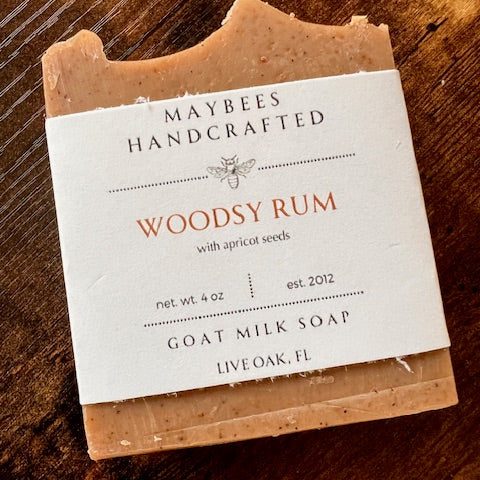 MAYBEES
HANDCRAFTED
WOODSY RUM
with apricot seeds
net. wt. 4 oz
est. 2012
GOAT MILK SOAP
LIVE OAK, FL